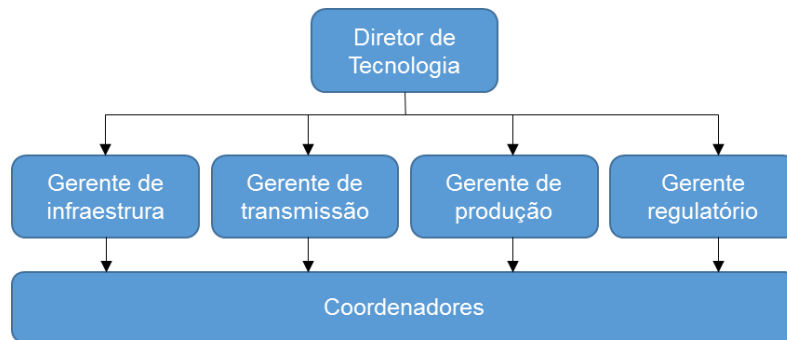 Diretor de
Tecnologia
Gerente de
infraestrura
Gerente de
transmissão
Gerente de
produção
Gerente
regulatório
Coordenadores